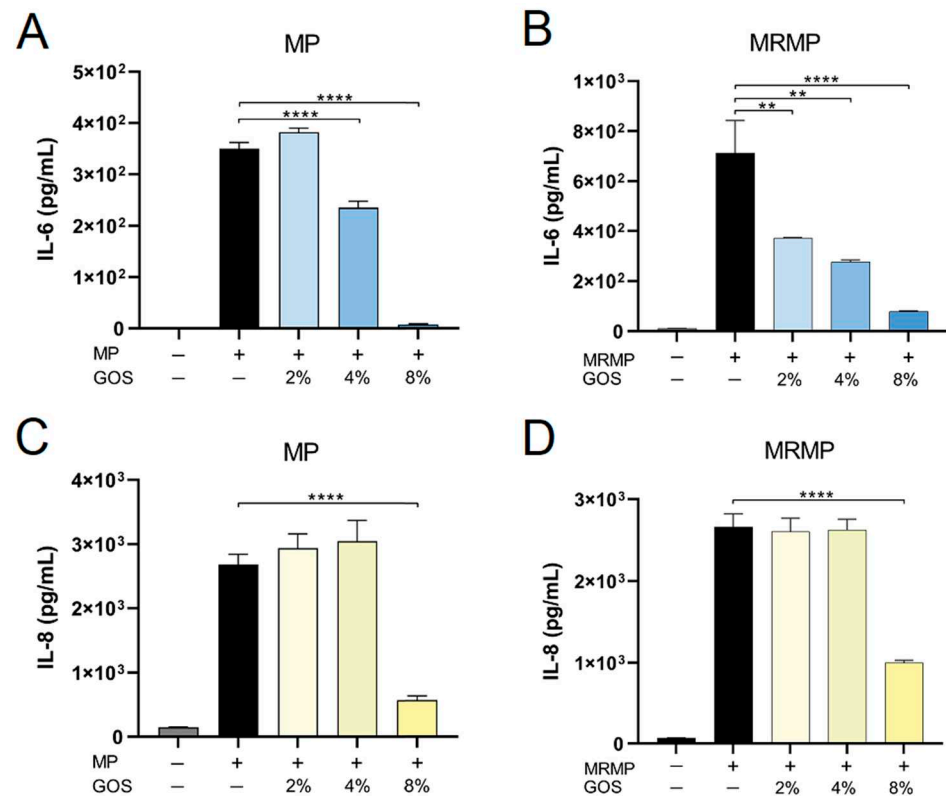 A
MP
5×10²
4×10²
3×10²
2×10²
1×10²
0
IL-6 (pg/mL)
****
****
MP – + + + +
GOS – – 2% 4% 8%
B
MRMP
1×10³
8×10²
6×10²
4×10²
2×10²
0
IL-6 (pg/mL)
****
**
**
MRMP – + + + +
GOS – – 2% 4% 8%
C
MP
4×10³
3×10³
2×10³
1×10³
0
IL-8 (pg/mL)
****
MP – + + + +
GOS – – 2% 4% 8%
D
MRMP
3×10³
2×10³
1×10³
0
IL-8 (pg/mL)
****
MRMP – + + + +
GOS – – 2% 4% 8%